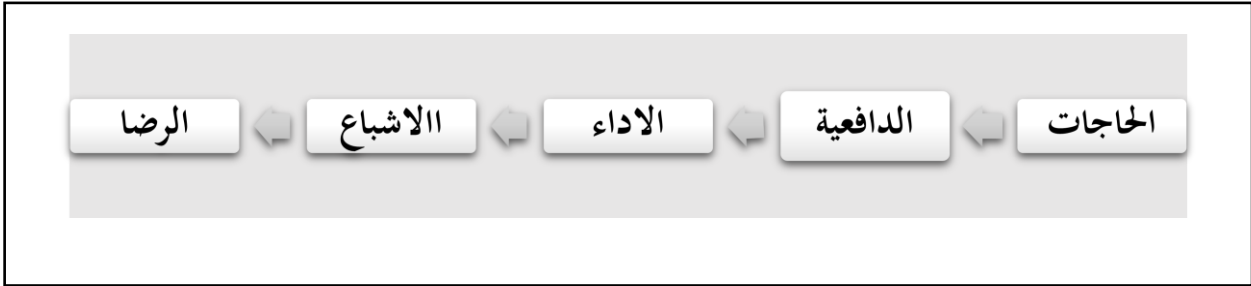 الحاجات
الدافعية
الاداء
االاشباع
الرضا